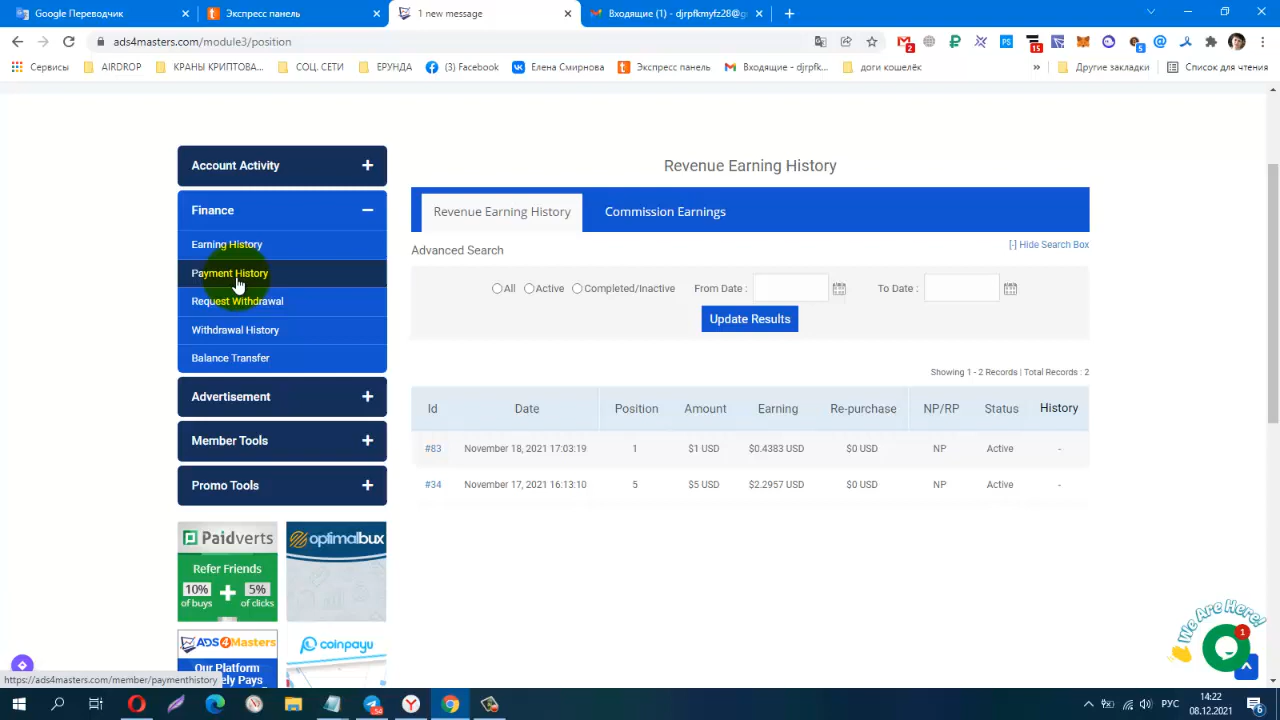 Google Переводчик
Экспресс панель
1 new message
Входящие (1) - djrpfkmyfz28@g
ads4masters.com/module3/position
2
15
5
Сервисы
AIRDROP
КРАНЫ КРИПТОВА...
СОЦ. СЕТИ
ЕРУНДА
(3) Facebook
Елена Смирнова
Экспресс панель
Входящие - djrpfk...
доги кошелёк
»
Другие закладки
Список для чтения
Account Activity +
Finance −
Earning History
Payment History
Request Withdrawal
Withdrawal History
Balance Transfer
Advertisement +
Member Tools +
Promo Tools +
Paidverts
Refer Friends
10% + 5%
of buys of clicks
optimalbux
ADS4Masters
Our Platform
ely Pays
coinpayu
Revenue Earning History
Revenue Earning History Commission Earnings
Advanced Search
[-] Hide Search Box
All Active Completed/Inactive From Date : To Date :
Update Results
Showing 1 - 2 Records | Total Records : 2
Id Date Position Amount Earning Re-purchase NP/RP Status History
#83 November 18, 2021 17:03:19 1 $1 USD $0.4383 USD $0 USD NP Active -
#34 November 17, 2021 16:13:10 5 $5 USD $2.2957 USD $0 USD NP Active -
We Are Here!
1
https://ads4masters.com/member/paymenthistory
РУС
14:22
08.12.2021
6